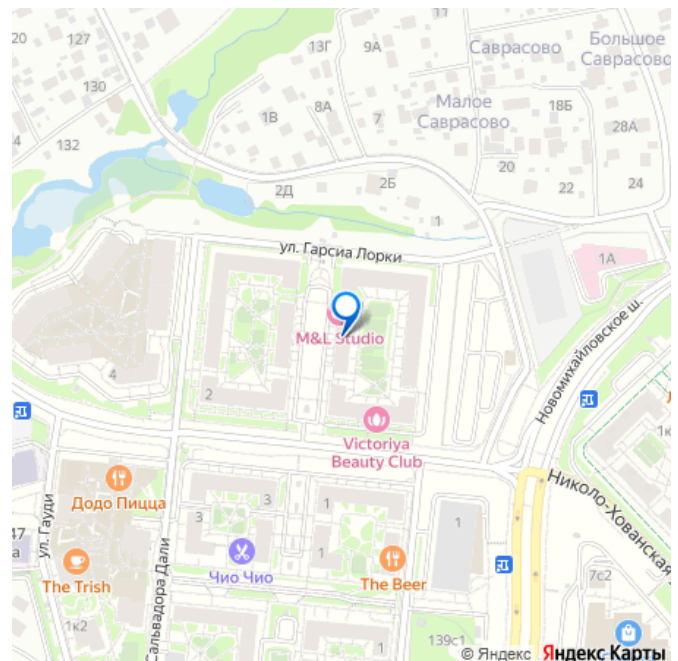 13Г
9А
Саврасово
Большое
Саврасово
20
130
1В
8А
7
Малое
Саврасово
18Б
28А
4
132
2Д
2Б
20
22
24
1
ул. Гарсиа Лорки
1А
M&L Studio
4
2
Новомихайловское ш.
Victoriya
Beauty Club
1к
Додо Пицца
3
3
1
1
1
Николо-Хованская
47
а
ул. Гауди
The Trish
Сальвадора Дали
Чио Чио
The Beer
7с2
1к2
139с1
© Яндекс Яндекс Карты